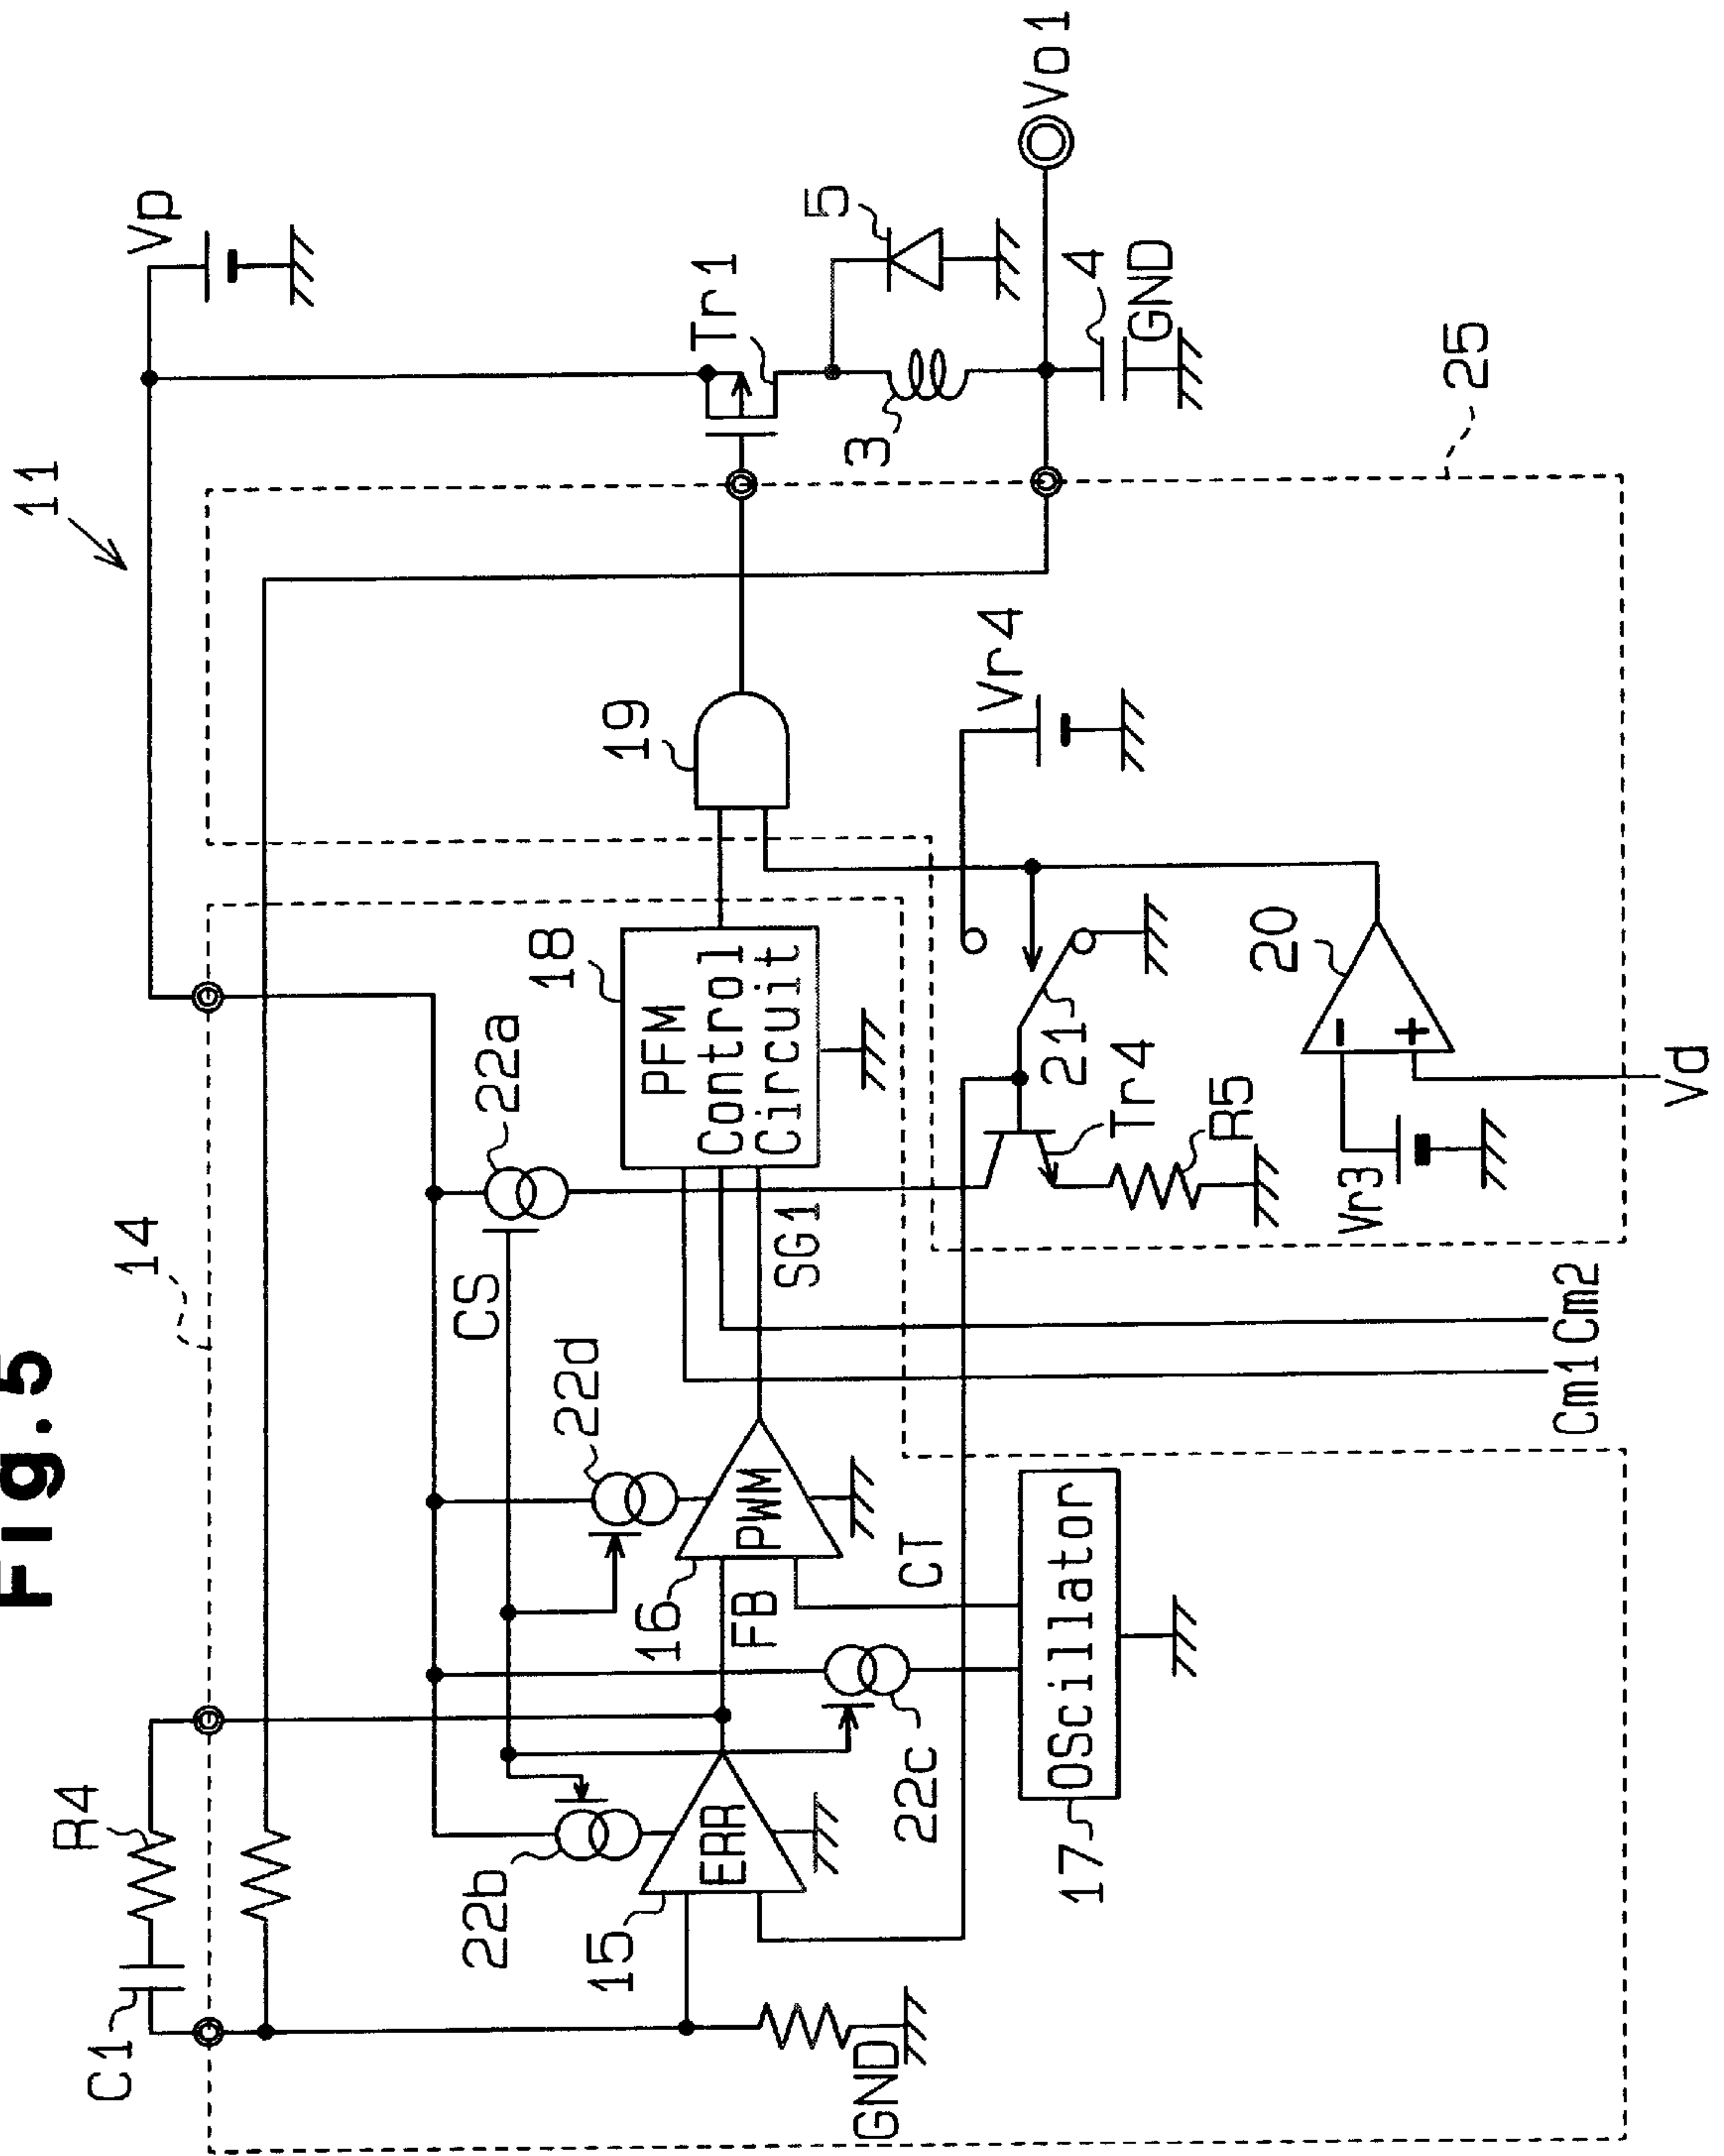 Fig.5
11
Vp
14
C1
R4
CS
22a
22d
22b
22c
15
ERR
16
PWM
FB
CT
SG1
18
PFM
Control
Circuit
19
Tr1
5
3
4
GND
Vo1
GND
17
OScillator
Cm1
Cm2
Vr4
21
Tr4
R5
20
Vr3
Vd
25